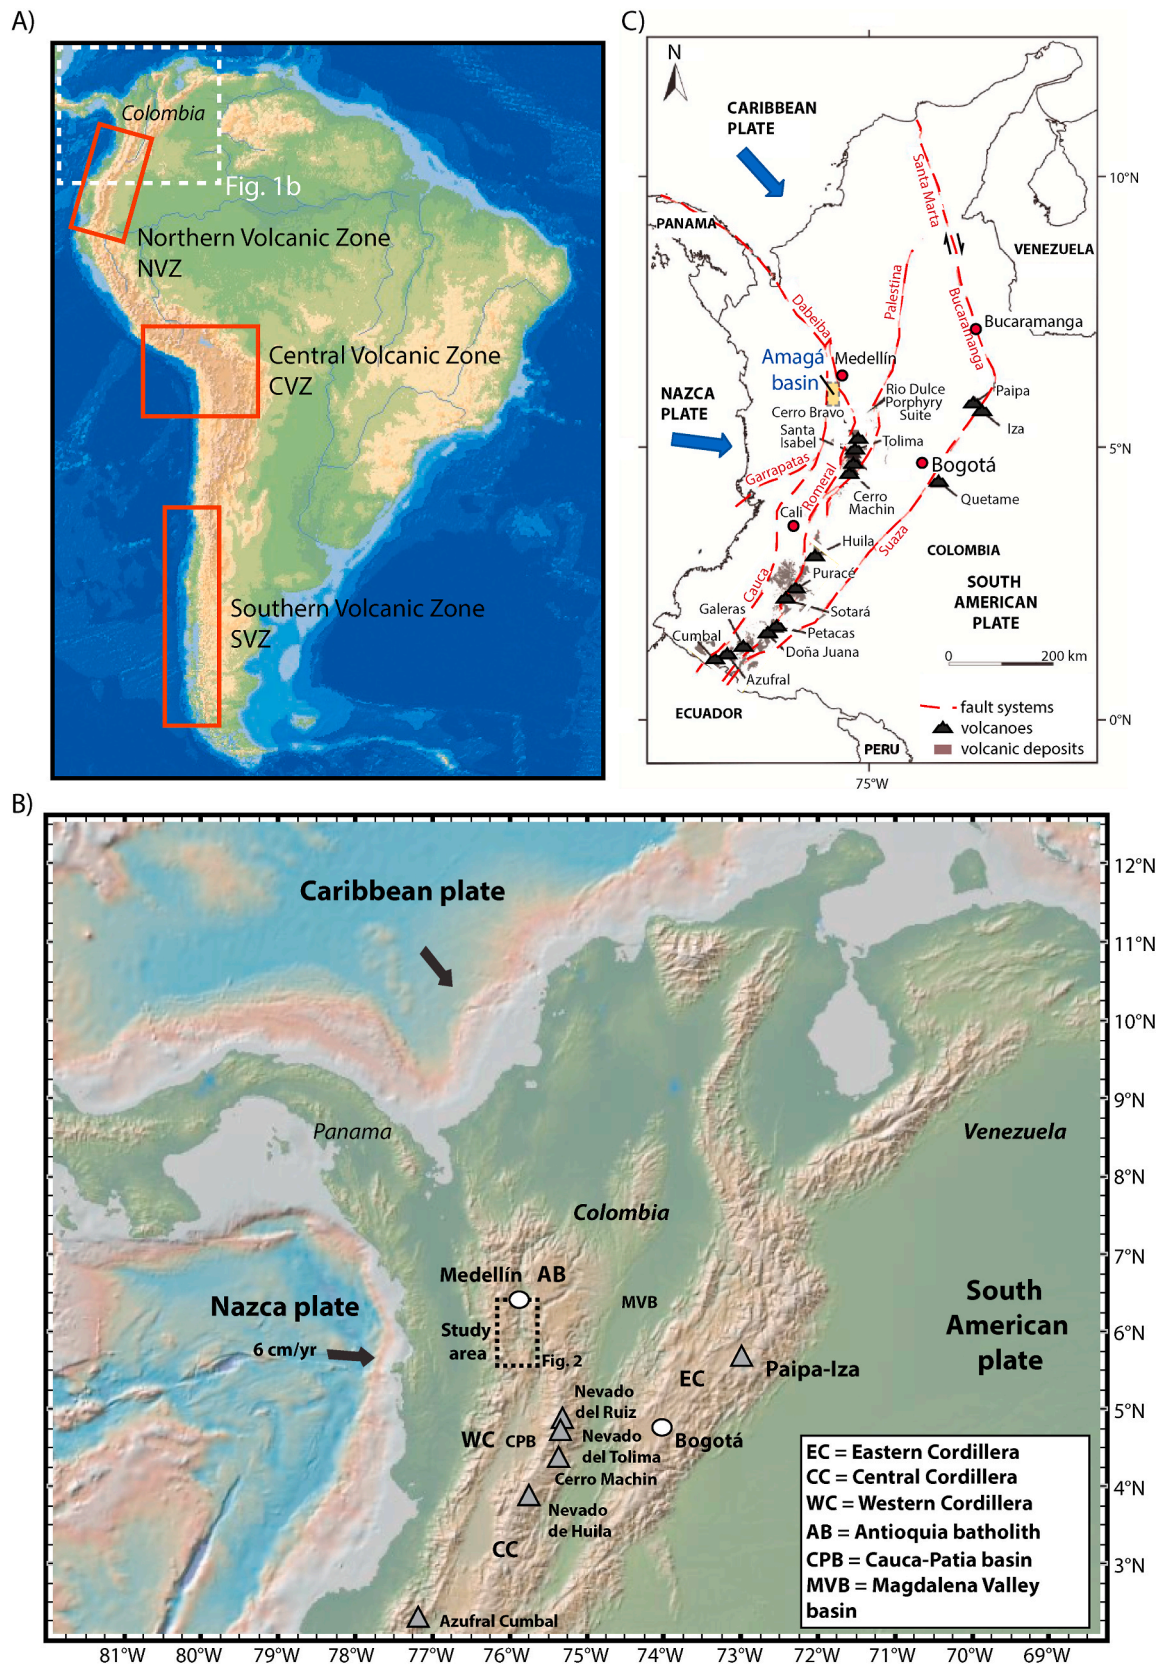 A)
Colombia
Fig. 1b
Northern Volcanic Zone
NVZ
Central Volcanic Zone
CVZ
Southern Volcanic Zone
SVZ
C)
N
CARIBBEAN
PLATE
10°N
Santa Marta
PANAMA
VENEZUELA
Palestina
Dabeiba
Bucaramanga
Bucaramanga
Amagá
basin
Medellín
NAZCA
PLATE
Rio Dulce
Porphyry
Suite
Paipa
Iza
Cerro Bravo
Santa
Isabel
Tolima
5°N
Garrapatas
Romeral
Bogotá
Cerro
Machin
Quetame
Cali
Huila
Suaza
COLOMBIA
Puracé
Cauca
SOUTH
AMERICAN
PLATE
Galeras
Sotará
Cumbal
Petacas
Doña Juana
0
200 km
Azufral
ECUADOR
fault systems
volcanoes
volcanic deposits
0°N
PERU
75°W
B)
12°N
Caribbean plate
11°N
10°N
9°N
Panama
Venezuela
8°N
Colombia
7°N
Medellín
AB
Nazca plate
MVB
South
American
plate
Study
area
6°N
6 cm/yr
Fig. 2
EC
Paipa-Iza
Nevado
del Ruiz
5°N
WC
CPB
Nevado
del Tolima
Bogotá
Cerro Machin
4°N
Nevado
de Huila
CC
3°N
Azufral Cumbal
EC = Eastern Cordillera
CC = Central Cordillera
WC = Western Cordillera
AB = Antioquia batholith
CPB = Cauca-Patia basin
MVB = Magdalena Valley
basin
81°W 80°W 79°W 78°W 77°W 76°W 75°W 74°W 73°W 72°W 71°W 70°W 69°W